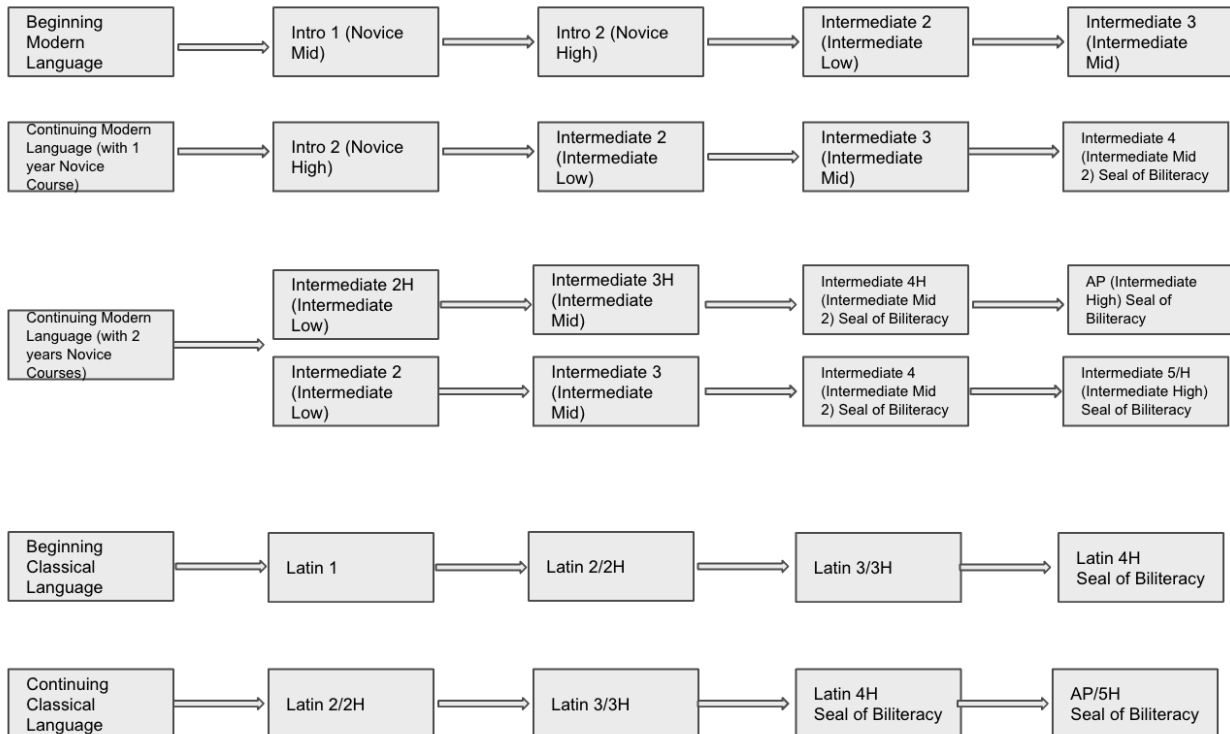 Beginning
Modern
Language
Intro 1 (Novice
Mid)
Intro 2 (Novice
High)
Intermediate 2
(Intermediate
Low)
Intermediate 3
(Intermediate
Mid)
Continuing Modern
Language (with 1
year Novice
Course)
Intro 2 (Novice
High)
Intermediate 2
(Intermediate
Low)
Intermediate 3
(Intermediate
Mid)
Intermediate 4
(Intermediate Mid
2) Seal of Biliteracy
Continuing Modern
Language (with 2
years Novice
Courses)
Intermediate 2H
(Intermediate
Low)
Intermediate 3H
(Intermediate
Mid)
Intermediate 4H
(Intermediate Mid
2) Seal of Biliteracy
AP (Intermediate
High) Seal of
Biliteracy
Intermediate 2
(Intermediate
Low)
Intermediate 3
(Intermediate
Mid)
Intermediate 4
(Intermediate Mid
2) Seal of Biliteracy
Intermediate 5/H
(Intermediate High)
Seal of Biliteracy
Beginning
Classical
Language
Latin 1
Latin 2/2H
Latin 3/3H
Latin 4H
Seal of Biliteracy
Continuing
Classical
Language
Latin 2/2H
Latin 3/3H
Latin 4H
Seal of Biliteracy
AP/5H
Seal of Biliteracy